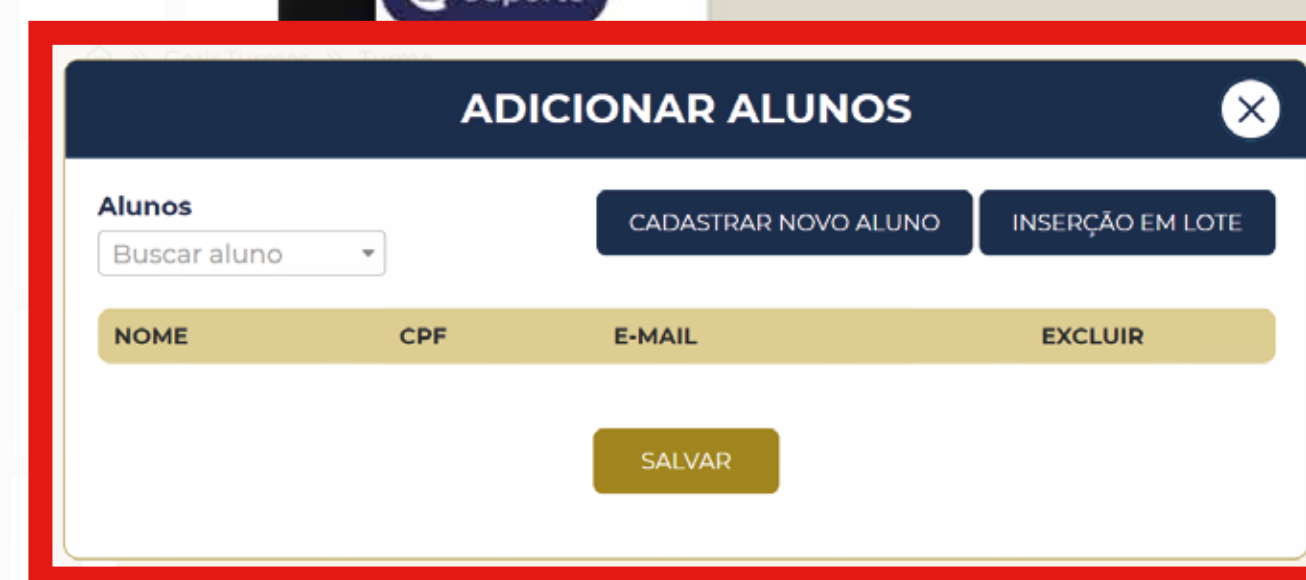 ADICIONAR ALUNOS
Alunos
Buscar aluno
CADASTRAR NOVO ALUNO
INSERÇÃO EM LOTE
NOME CPF E-MAIL EXCLUIR
SALVAR